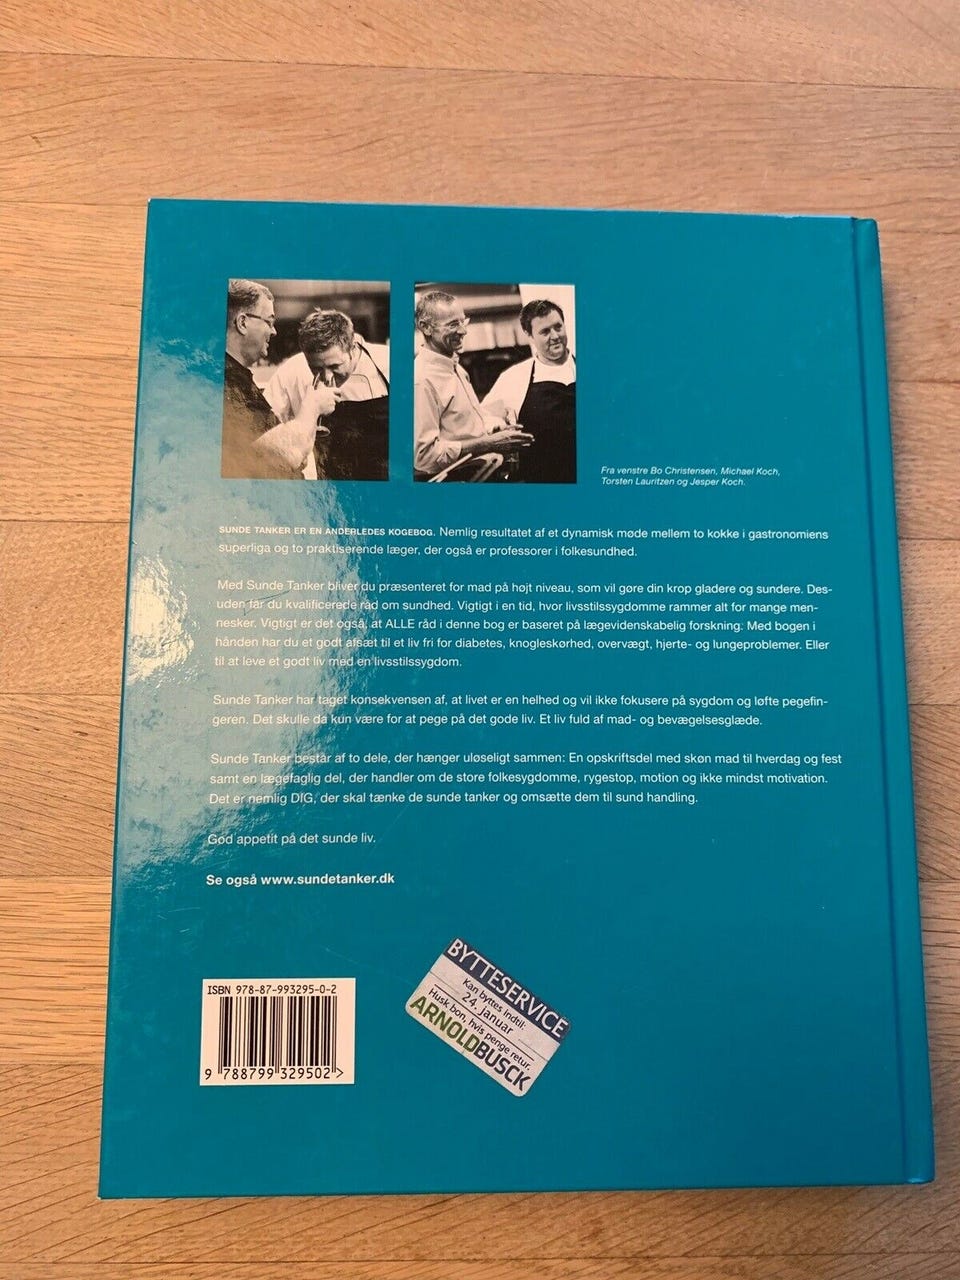 Fra venstre Bo Christensen, Michael Koch,
Torsten Lauritzen og Jesper Koch.
SUNDE TANKER ER EN ANDERLEDES KOGEBOG. Nemlig resultatet af et dynamisk møde mellem to kokke i gastronomiens
superliga og to praktiserende læger, der også er professorer i folkesundhed.
Med Sunde Tanker bliver du præsenteret for mad på højt niveau, som vil gøre din krop gladere og sundere. Des-
uden får du kvalificerede råd om sundhed. Vigtigt i en tid, hvor livsstilssygdomme rammer alt for mange men-
nesker. Vigtigt er det også, at ALLE råd i denne bog er baseret på lægevidenskabelig forskning. Med bogen i
hånden har du et godt afsæt til et liv fri for diabetes, knogleskørhed, overvægt, hjerte- og lungeproblemer. Eller
til at leve et godt liv med en livsstilssygdom.
Sunde Tanker har taget konsekvensen af, at livet er en helhed og vil ikke fokusere på sygdom og løfte pegefin-
geren. Det skulle da kun være for at pege på det gode liv. Et liv fuld af mad- og bevægelsesglæde.
Sunde Tanker består af to dele, der hænger uløseligt sammen: En opskriftsdel med skøn mad til hverdag og fest
samt en lægefaglig del, der handler om de store folkesygdomme, rygestop, motion og ikke mindst motivation.
Det er nemlig DIG, der skal tænke de sunde tanker og omsætte dem til sund handling.
God appetit på det sunde liv.
Se også www.sundetanker.dk
BYTTESERVICE
Kan byttes indtil:
24. januar
Husk bon, hvis penge retur.
ARNOLD BUSCK
ISBN 978-87-993295-0-2
9 788799 329502 >